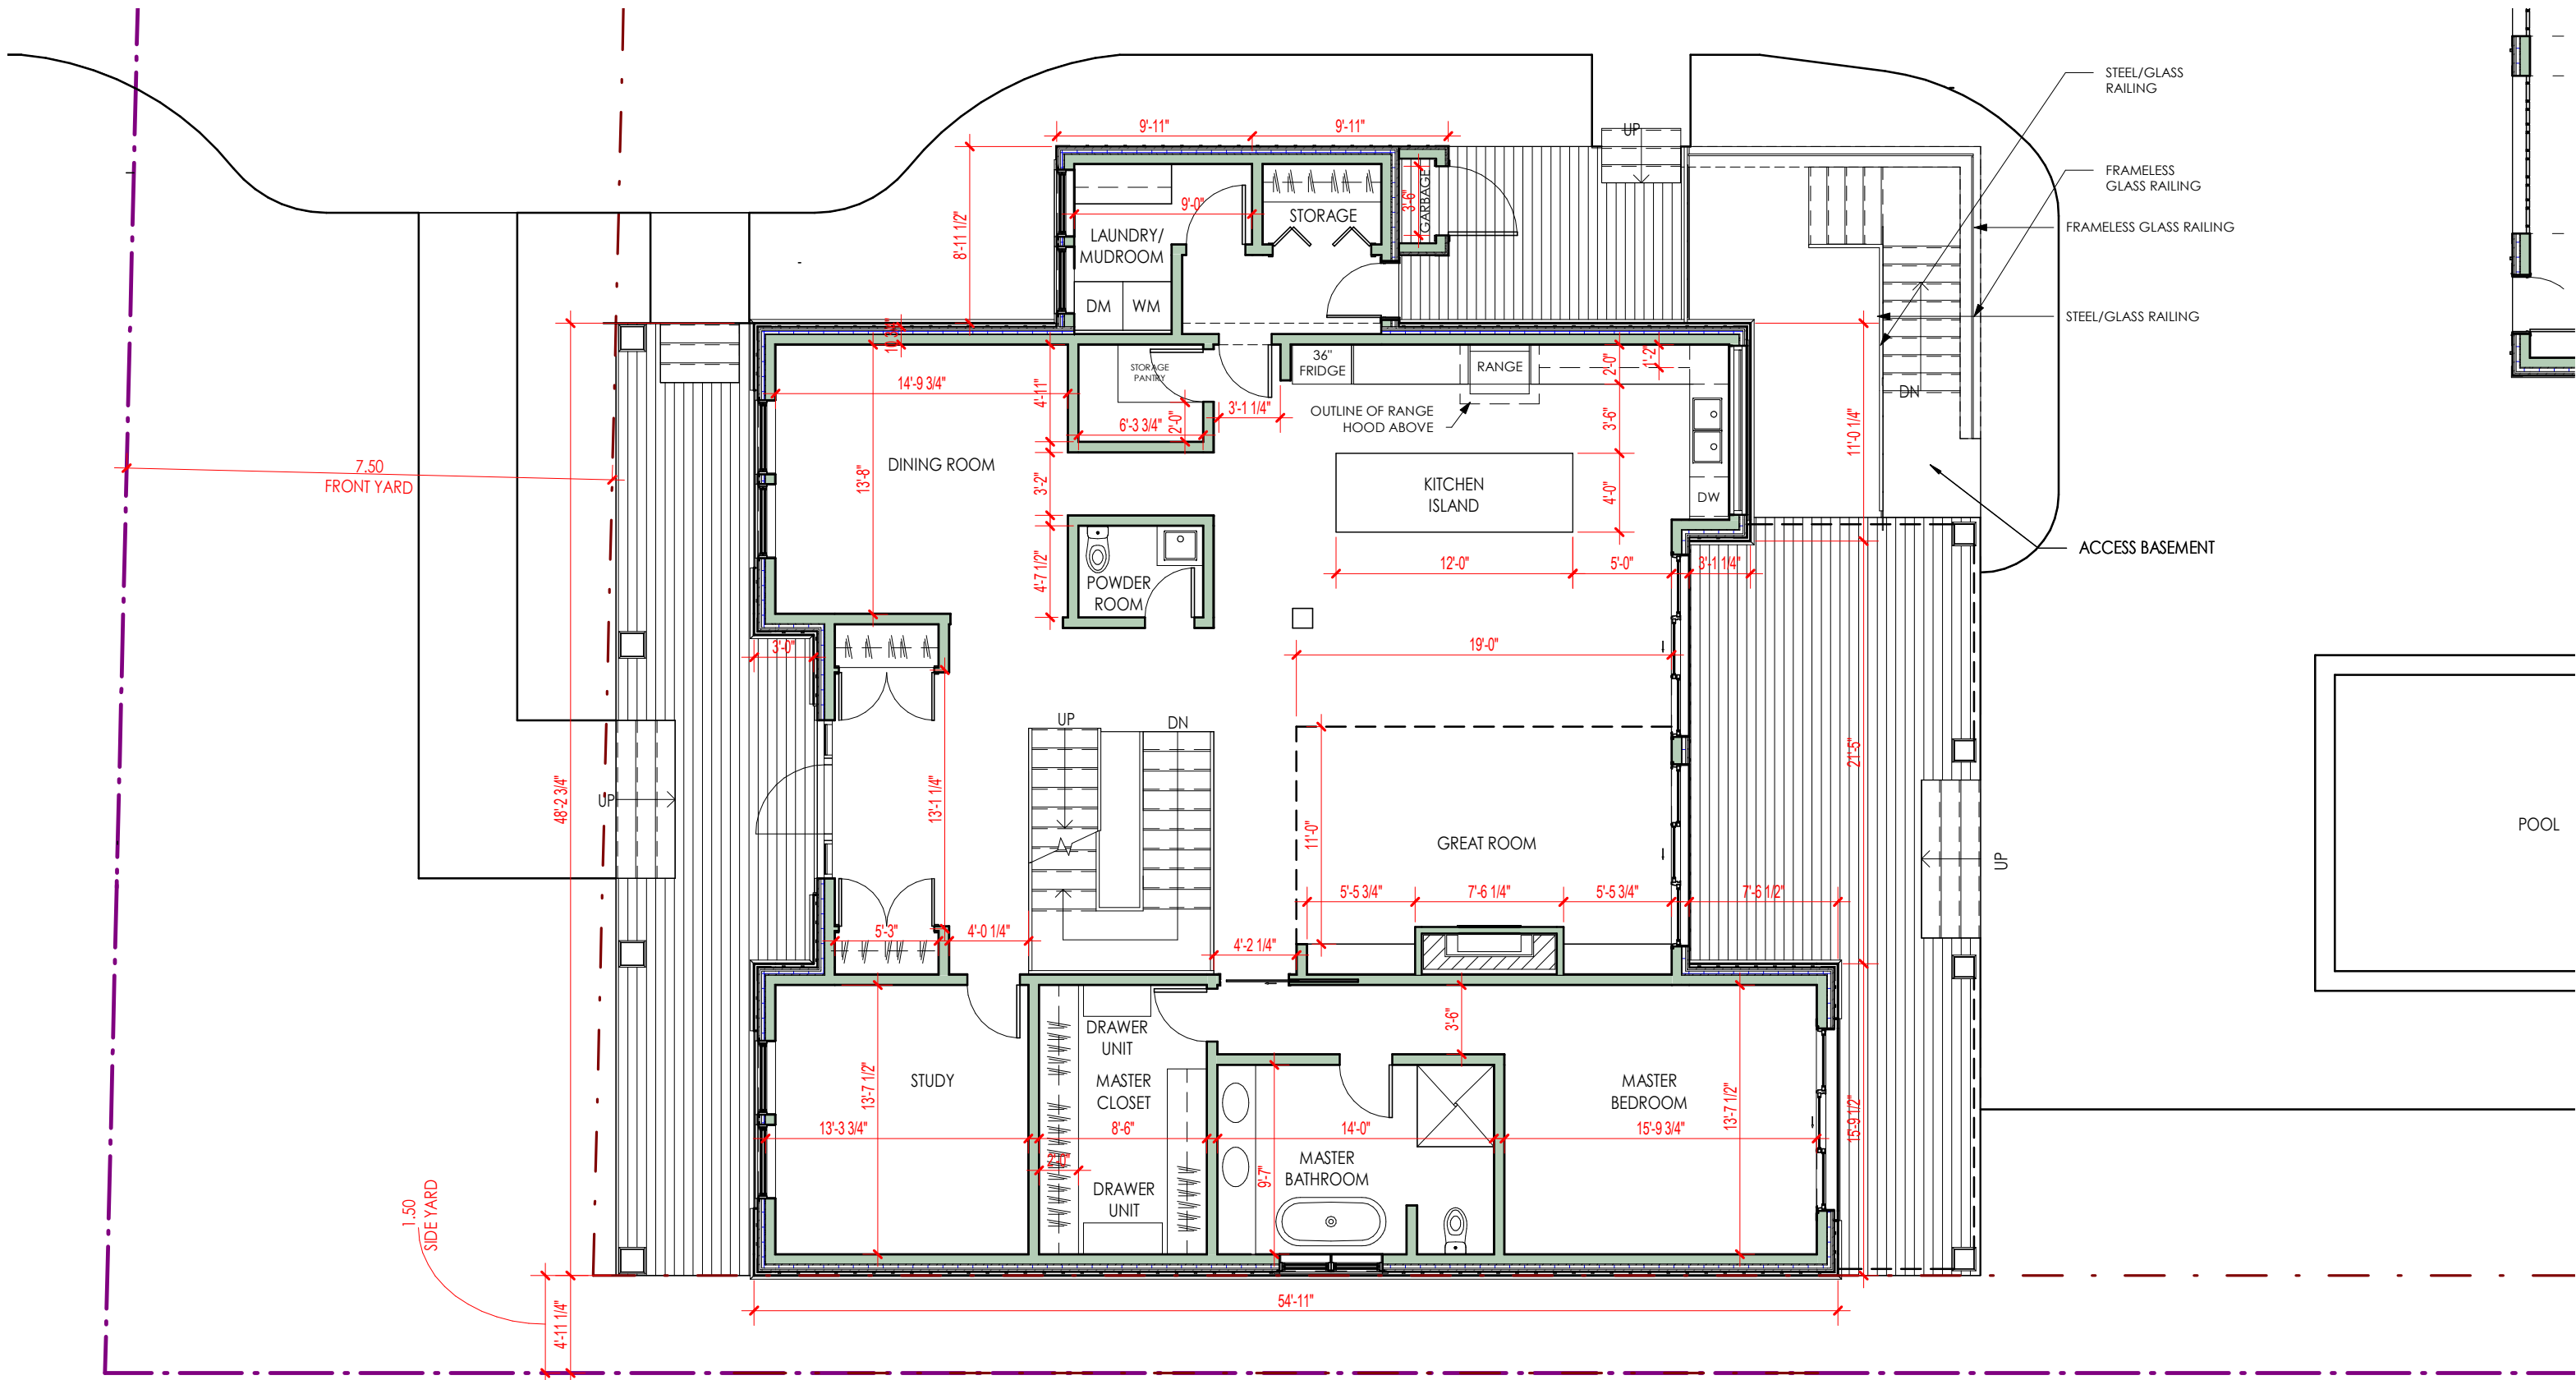 STEEL/GLASS
RAILING
FRAMELESS
GLASS RAILING
FRAMELESS GLASS RAILING
STEEL/GLASS RAILING
ACCESS BASEMENT
9'-11"
9'-11"
UP
8'-11 1/2"
9'-0"
LAUNDRY/
MUDROOM
DM
WM
STORAGE
3'-6"
GARBAGE
DN
14'-9 3/4"
4'-11"
STORAGE
PANTRY
6'-3 3/4"
2'-0"
3'-1 1/4"
36"
FRIDGE
RANGE
OUTLINE OF RANGE
HOOD ABOVE
2'-0"
1'-2"
3'-6"
4'-0"
11'-0 1/4"
7.50
FRONT YARD
DINING ROOM
13'-8"
3'-2"
KITCHEN
ISLAND
DW
4'-7 1/2"
POWDER
ROOM
12'-0"
5'-0"
3'-1 1/4"
3'-0"
19'-0"
UP
DN
48'-2 3/4"
UP
13'-1 1/4"
11'-0"
GREAT ROOM
21'-5"
UP
POOL
5'-5 3/4"
7'-6 1/4"
5'-5 3/4"
7'-6 1/2"
5'-3"
4'-0 1/4"
4'-2 1/4"
3'-6"
DRAWER
UNIT
STUDY
13'-7 1/2"
MASTER
CLOSET
MASTER
BEDROOM
13'-7 1/2"
15'-9 1/2"
13'-3 3/4"
8'-6"
14'-0"
15'-9 3/4"
2'-0"
9'-7"
MASTER
BATHROOM
DRAWER
UNIT
1.50
SIDE YARD
4'-11 1/4"
54'-11"